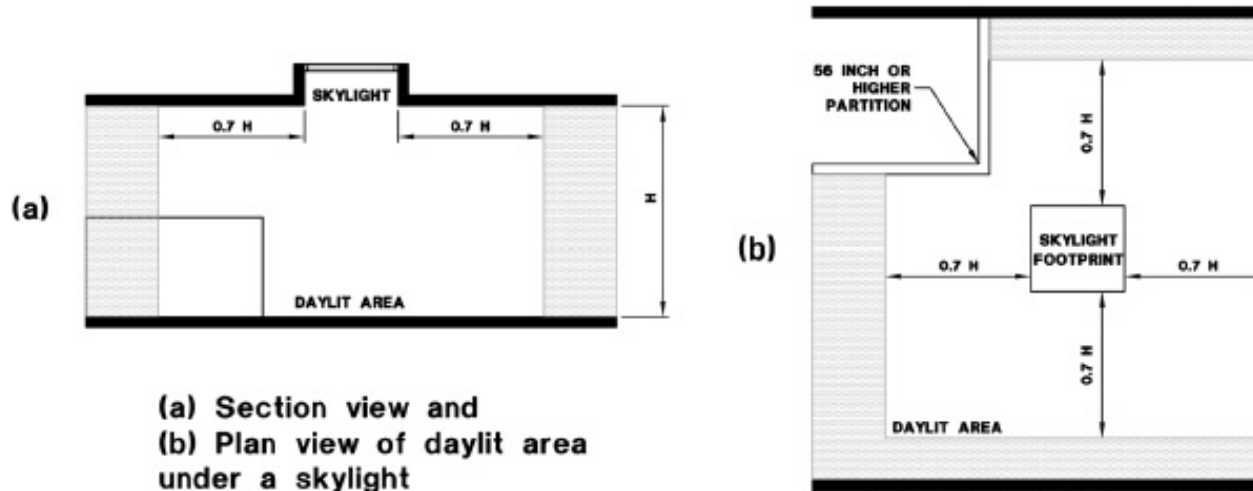 SKYLIGHT
0.7 H
0.7 H
H
(a)
DAYLIT AREA
(a) Section view and
(b) Plan view of daylit area
under a skylight
56 INCH OR
HIGHER
PARTITION
0.7 H
(b)
SKYLIGHT
FOOTPRINT
0.7 H
0.7 H
0.7 H
DAYLIT AREA